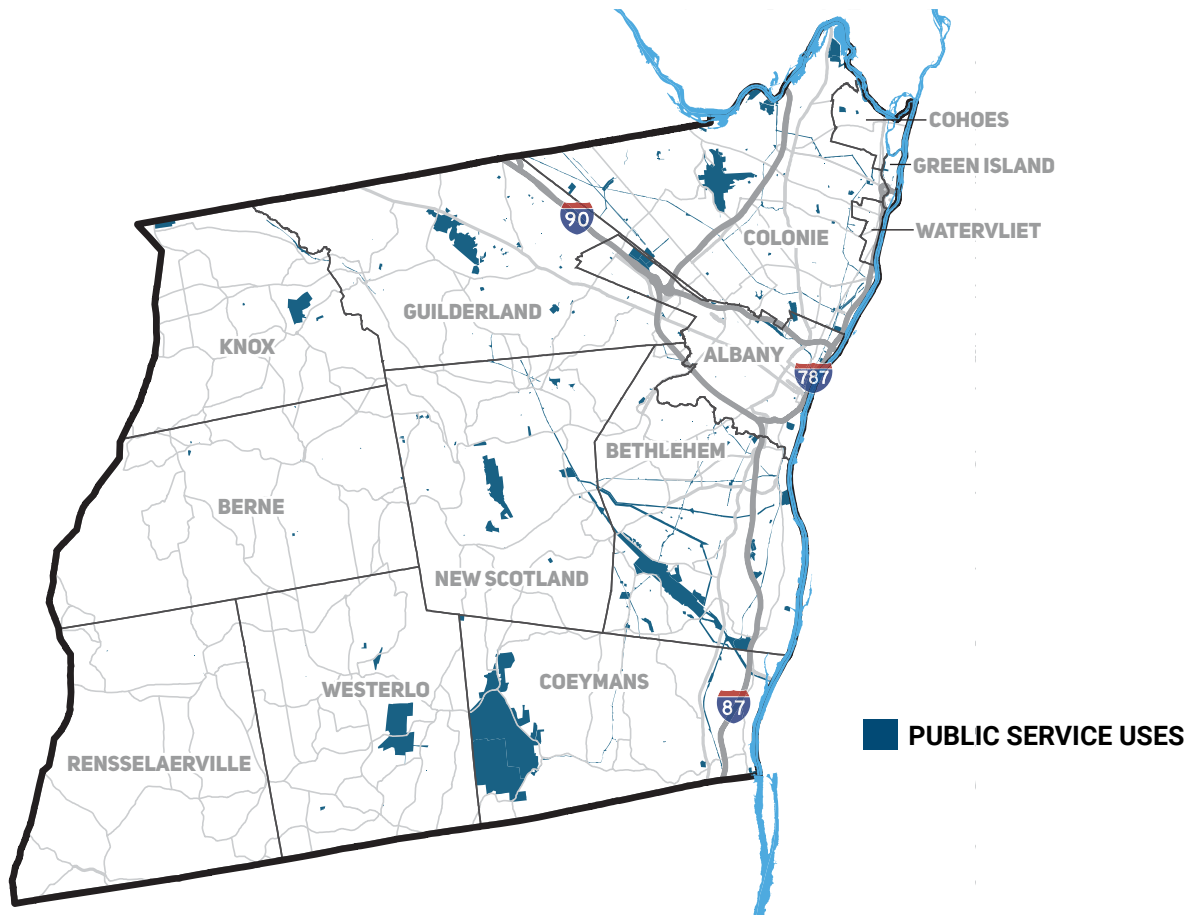 COHOES
GREEN ISLAND
90
WATERVLIET
COLONIE
GUILDERLAND
KNOX
ALBANY
787
BETHLEHEM
BERNE
NEW SCOTLAND
COEYMANS
WESTERLO
87
PUBLIC SERVICE USES
RENSSELAERVILLE